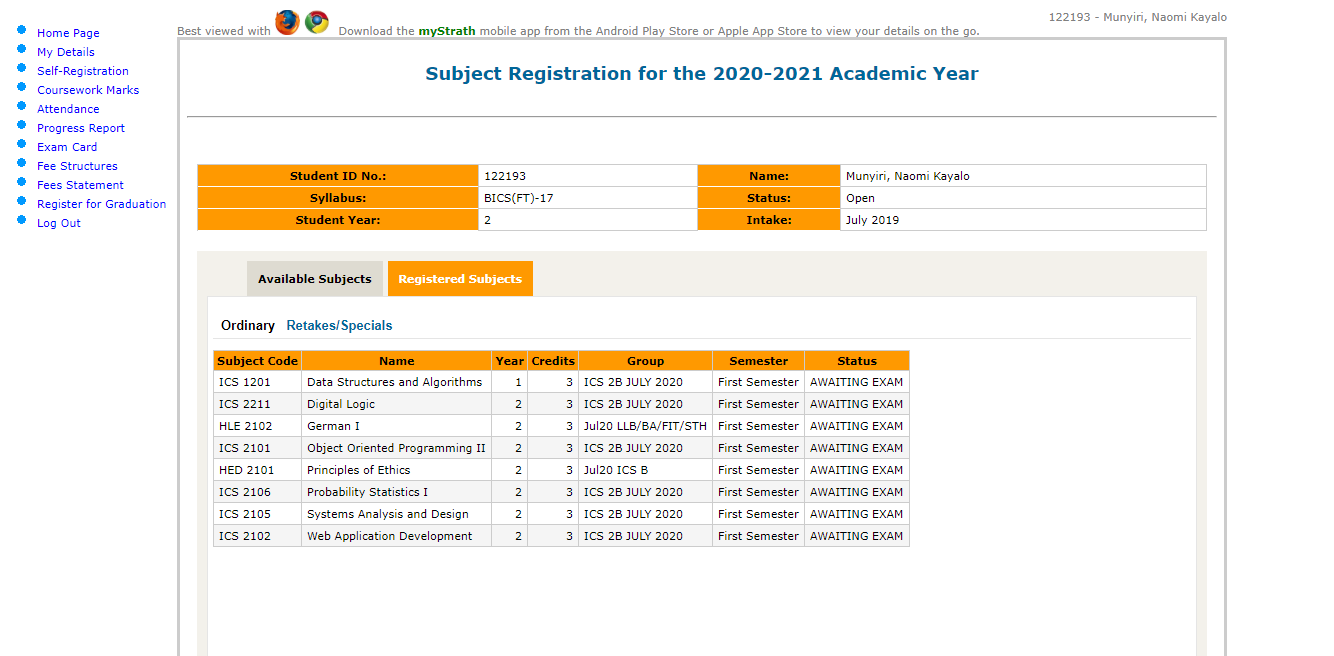 122193 - Munyiri, Naomi Kayalo
Best viewed with Download the myStrath mobile app from the Android Play Store or Apple App Store to view your details on the go.
Home Page
My Details
Self-Registration
Coursework Marks
Attendance
Progress Report
Exam Card
Fee Structures
Fees Statement
Register for Graduation
Log Out
Subject Registration for the 2020-2021 Academic Year
Student ID No.: 122193 Name: Munyiri, Naomi Kayalo
Syllabus: BICS(FT)-17 Status: Open
Student Year: 2 Intake: July 2019
Available Subjects Registered Subjects
Ordinary Retakes/Specials
Subject Code Name Year Credits Group Semester Status
ICS 1201 Data Structures and Algorithms 1 3 ICS 2B JULY 2020 First Semester AWAITING EXAM
ICS 2211 Digital Logic 2 3 ICS 2B JULY 2020 First Semester AWAITING EXAM
HLE 2102 German I 2 3 Jul20 LLB/BA/FIT/STH First Semester AWAITING EXAM
ICS 2101 Object Oriented Programming II 2 3 ICS 2B JULY 2020 First Semester AWAITING EXAM
HED 2101 Principles of Ethics 2 3 Jul20 ICS B First Semester AWAITING EXAM
ICS 2106 Probability Statistics I 2 3 ICS 2B JULY 2020 First Semester AWAITING EXAM
ICS 2105 Systems Analysis and Design 2 3 ICS 2B JULY 2020 First Semester AWAITING EXAM
ICS 2102 Web Application Development 2 3 ICS 2B JULY 2020 First Semester AWAITING EXAM